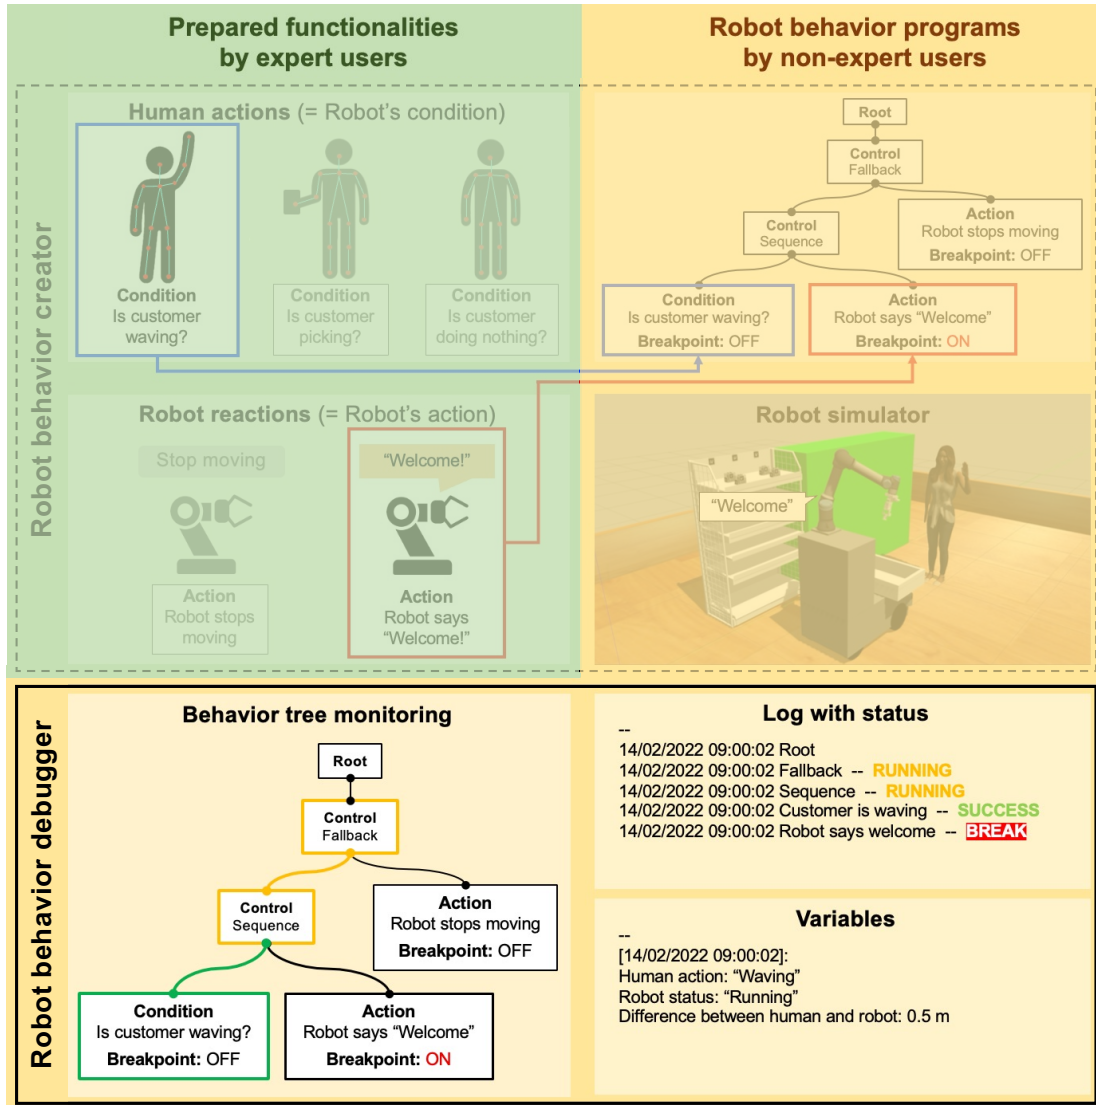 Prepared functionalities
by expert users
Robot behavior programs
by non-expert users
Robot behavior creator
Human actions (= Robot's condition)
Condition
Is customer
waving?
Condition
Is customer
picking?
Condition
Is customer
doing nothing?
Root
Control
Fallback
Control
Sequence
Action
Robot stops moving
Breakpoint: OFF
Condition
Is customer waving?
Breakpoint: OFF
Action
Robot says “Welcome”
Breakpoint: ON
Robot reactions (= Robot's action)
Stop moving
“Welcome!”
Action
Robot stops
moving
Action
Robot says
“Welcome!”
Robot simulator
“Welcome”
Robot behavior debugger
Behavior tree monitoring
Root
Control
Fallback
Control
Sequence
Action
Robot stops moving
Breakpoint: OFF
Condition
Is customer waving?
Breakpoint: OFF
Action
Robot says “Welcome”
Breakpoint: ON
Log with status
--
14/02/2022 09:00:02 Root
14/02/2022 09:00:02 Fallback -- RUNNING
14/02/2022 09:00:02 Sequence -- RUNNING
14/02/2022 09:00:02 Customer is waving -- SUCCESS
14/02/2022 09:00:02 Robot says welcome -- BREAK
Variables
--
[14/02/2022 09:00:02]:
Human action: “Waving”
Robot status: “Running”
Difference between human and robot: 0.5 m